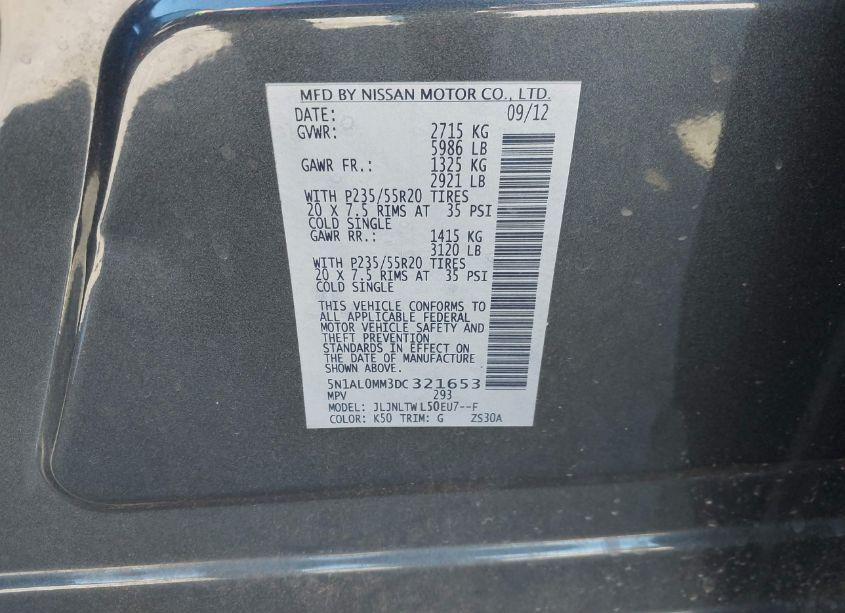 MFD BY NISSAN MOTOR CO., LTD.
DATE: 09/12
GVWR: 2715 KG
5986 LB
GAWR FR.: 1325 KG
2921 LB
WITH P235/55R20 TIRES
20 X 7.5 RIMS AT 35 PSI
COLD SINGLE
GAWR RR.: 1415 KG
3120 LB
WITH P235/55R20 TIRES
20 X 7.5 RIMS AT 35 PSI
COLD SINGLE
THIS VEHICLE CONFORMS TO
ALL APPLICABLE FEDERAL
MOTOR VEHICLE SAFETY AND
THEFT PREVENTION
STANDARDS IN EFFECT ON
THE DATE OF MANUFACTURE
SHOWN ABOVE.
5N1AL0MM3DC 321653
MPV 293
MODEL: JLJNLTW L50EU7--F
COLOR: K50 TRIM: G ZS30A